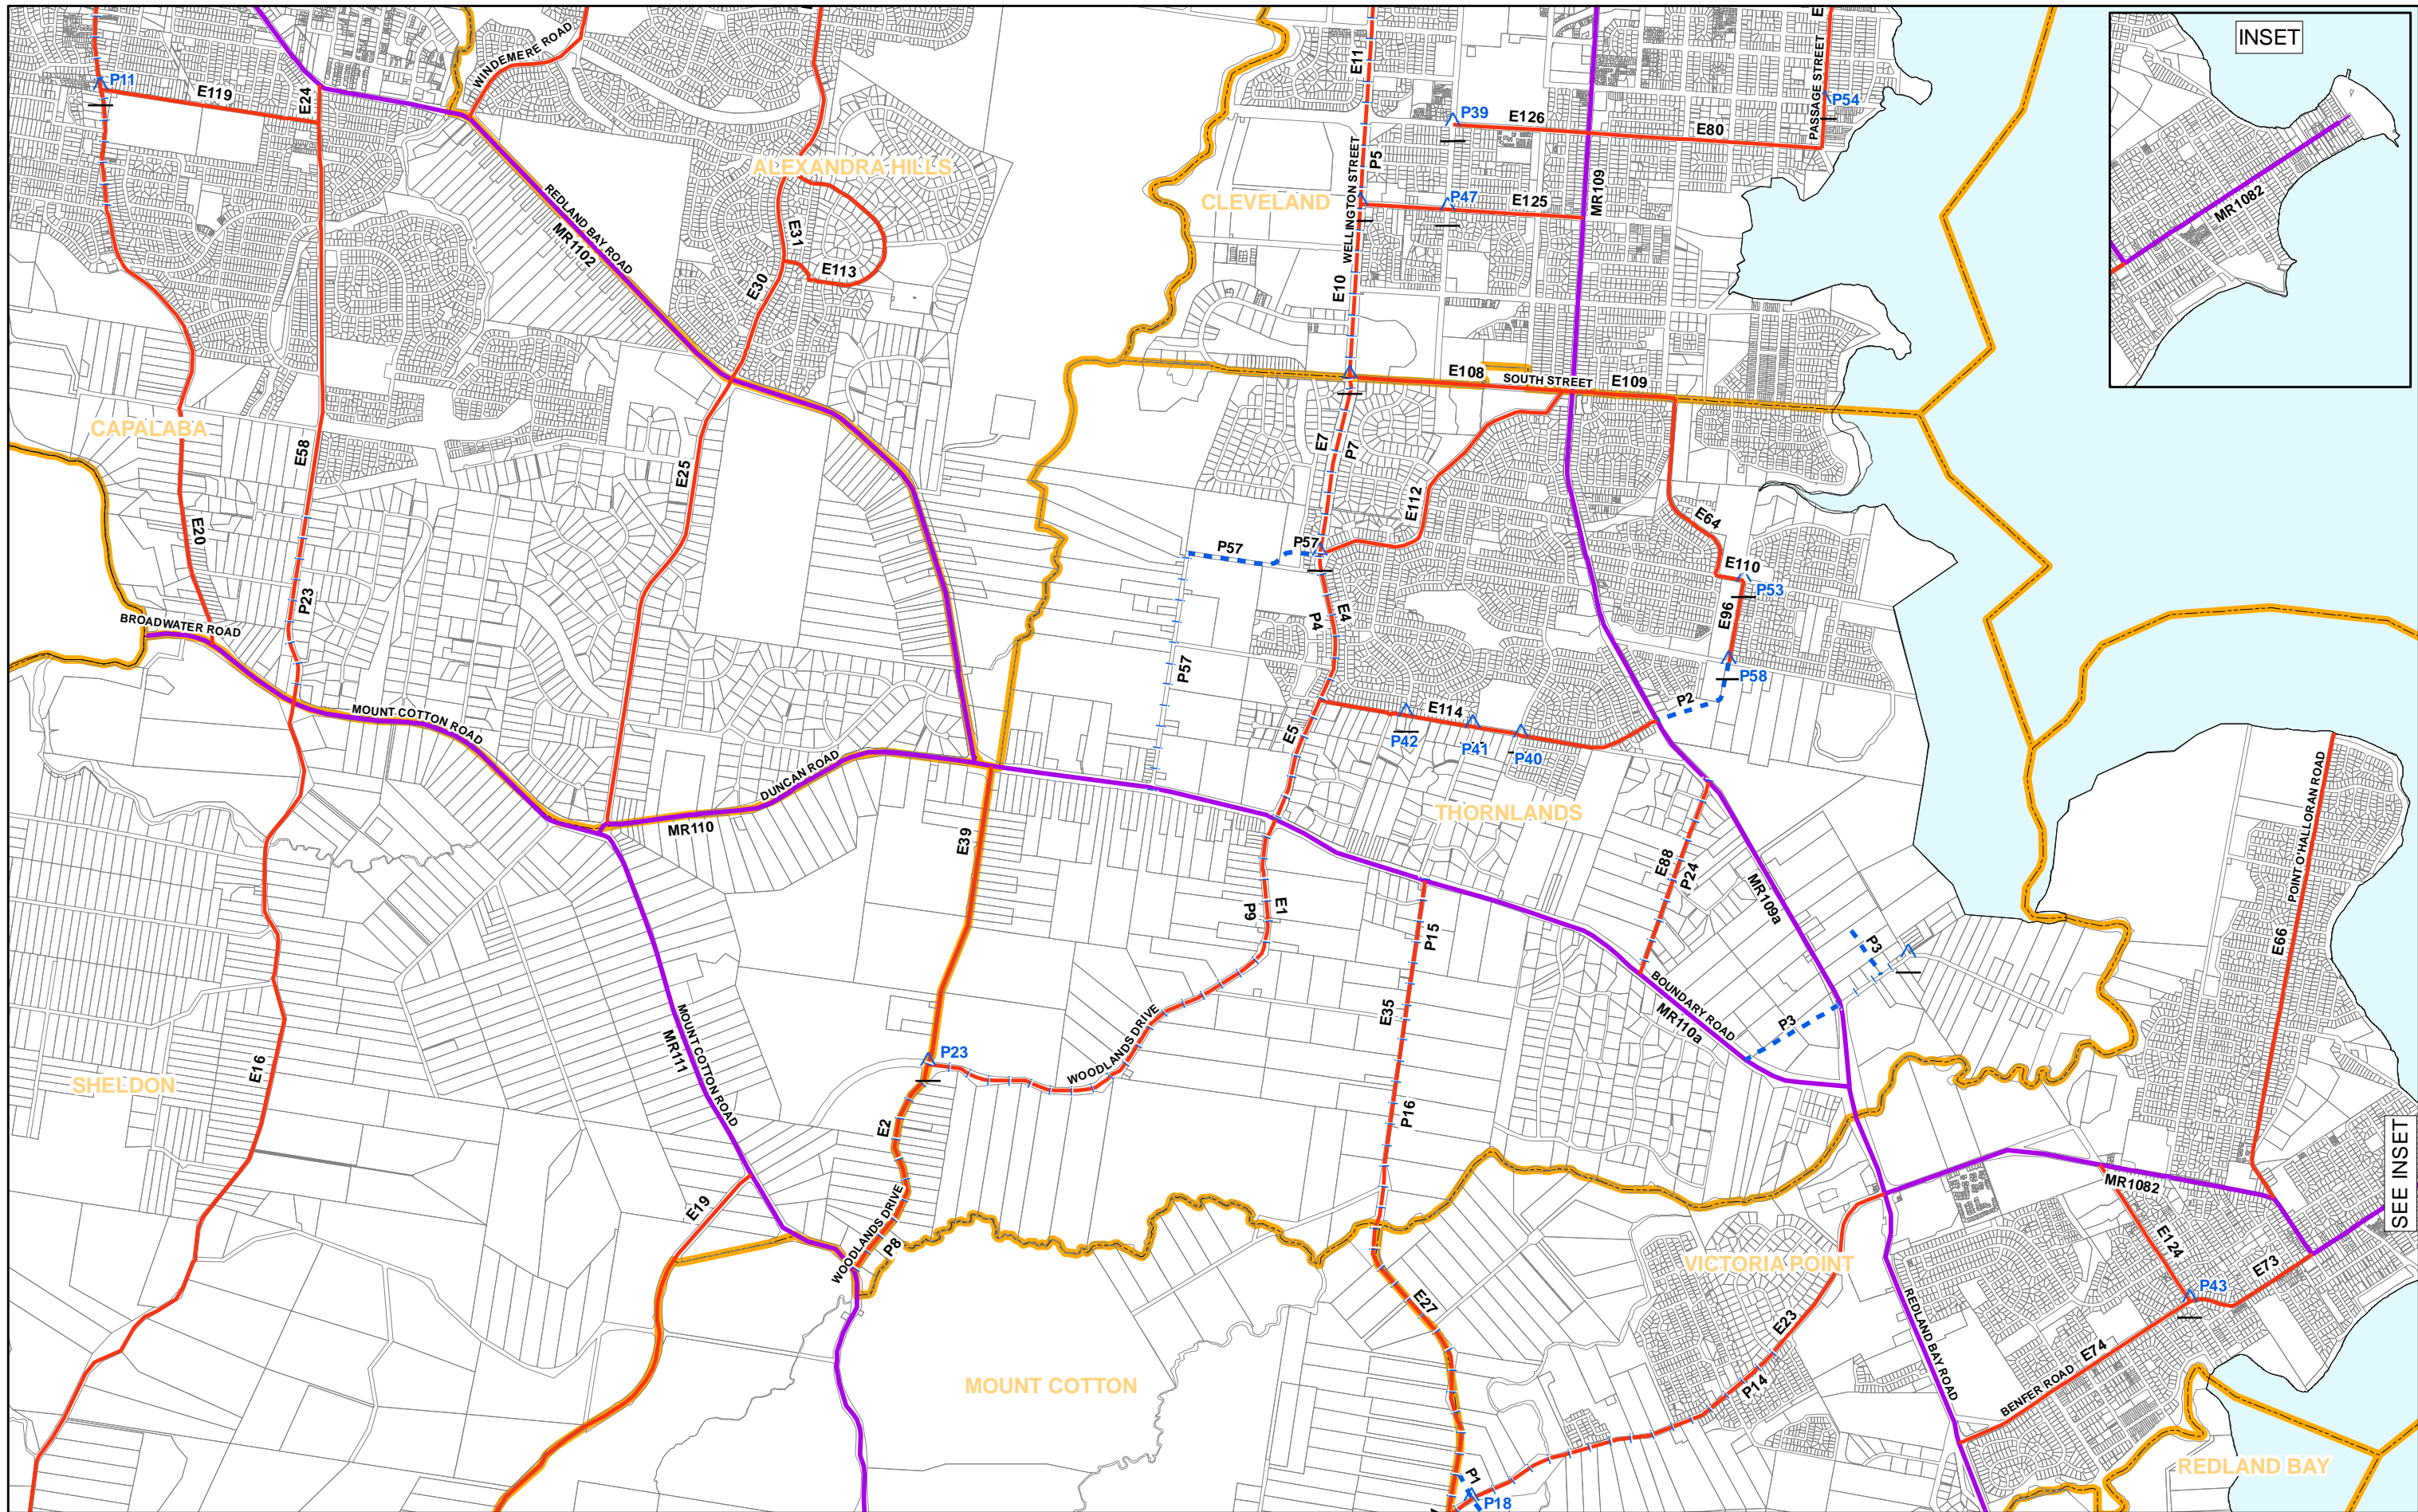 INSET
WINDEMERE ROAD
E11
P11
E119
E24
PASSAGE STREET
P54
P39
E126
E80
ALEXANDRA HILLS
WELLINGTON STREET
P5
CLEVELAND
P47
E125
MR109
MR1082
REDLAND BAY ROAD
MR1102
E31
E113
E30
E10
E108
SOUTH STREET
E109
CAPALABA
E58
E25
E7
P7
E112
E20
E64
P57
P57
E110
P53
P23
BROADWATER ROAD
P4
E4
E96
P57
P58
MOUNT COTTON ROAD
P2
E114
E5
P42
P41
P40
DUNCAN ROAD
MR110
THORNLANDS
POINT O'HALLORAN ROAD
E39
E88
P24
MR109a
P9
E1
P15
P3
E66
BOUNDARY ROAD
MR110a
P3
E35
MOUNT COTTON ROAD
MR111
WOODLANDS DRIVE
P23
E16
SHELDON
P16
E2
SEE INSET
MR1082
E19
WOODLANDS DRIVE
P8
E124
VICTORIA POINT
E73
P43
E27
REDLAND BAY ROAD
E23
E74
BENFER ROAD
P14
MOUNT COTTON
REDLAND BAY
P1
P18